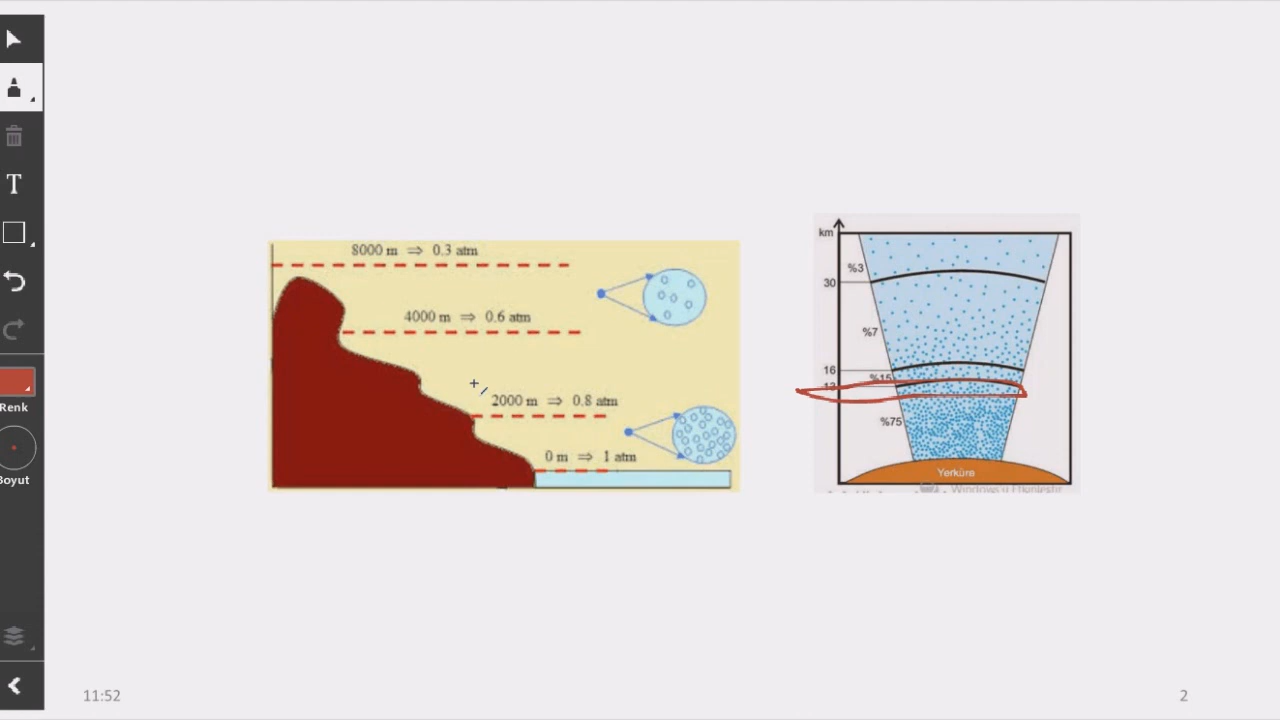 T
Renk
Boyut
8000 m ⇒ 0.3 atm
4000 m ⇒ 0.6 atm
2000 m ⇒ 0.8 atm
0 m ⇒ 1 atm
km
%3
30
%7
16
%15
%75
Yerküre
11:52
2